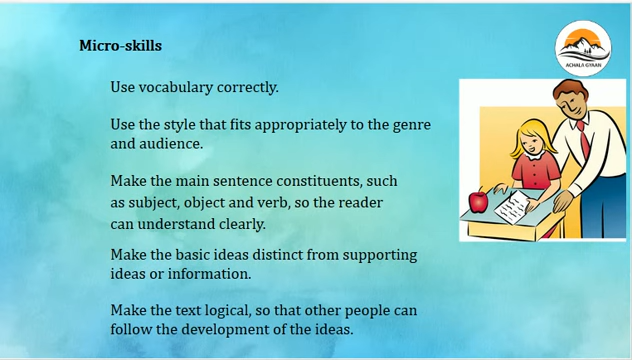 Micro-skills
ACHALA GYAAN
Use vocabulary correctly.
Use the style that fits appropriately to the genre
and audience.
Make the main sentence constituents, such
as subject, object and verb, so the reader
can understand clearly.
Make the basic ideas distinct from supporting
ideas or information.
Make the text logical, so that other people can
follow the development of the ideas.